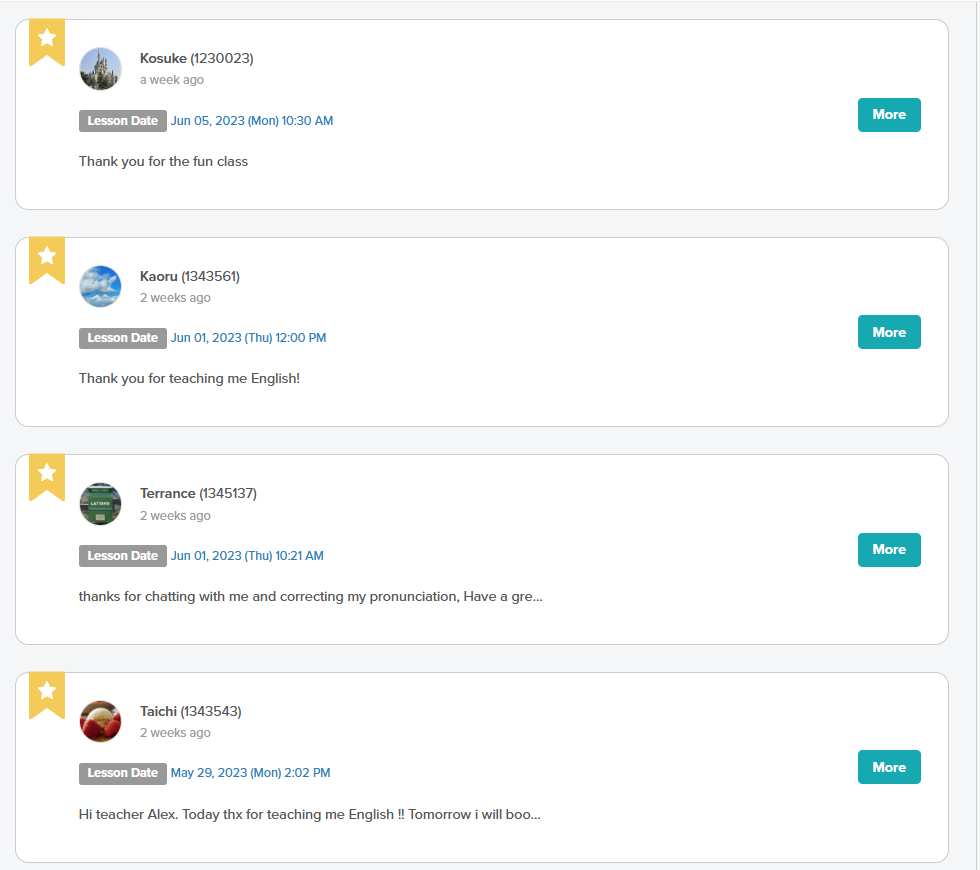 Kosuke (1230023)
a week ago
Lesson Date Jun 05, 2023 (Mon) 10:30 AM
More
Thank you for the fun class
Kaoru (1343561)
2 weeks ago
Lesson Date Jun 01, 2023 (Thu) 12:00 PM
More
Thank you for teaching me English!
Terrance (1345137)
2 weeks ago
LETTERS
Lesson Date Jun 01, 2023 (Thu) 10:21 AM
More
thanks for chatting with me and correcting my pronunciation, Have a gre...
Taichi (1343543)
2 weeks ago
Lesson Date May 29, 2023 (Mon) 2:02 PM
More
Hi teacher Alex. Today thx for teaching me English !! Tomorrow i will boo...